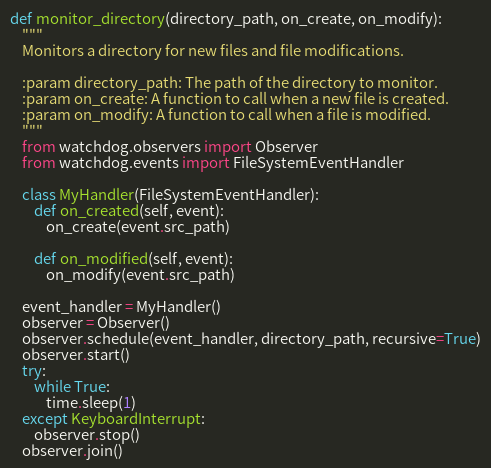 def monitor_directory(directory_path, on_create, on_modify):
    """
    Monitors a directory for new files and file modifications.

    :param directory_path: The path of the directory to monitor.
    :param on_create: A function to call when a new file is created.
    :param on_modify: A function to call when a file is modified.
    """
    from watchdog.observers import Observer
    from watchdog.events import FileSystemEventHandler

    class MyHandler(FileSystemEventHandler):
        def on_created(self, event):
            on_create(event.src_path)

        def on_modified(self, event):
            on_modify(event.src_path)

    event_handler = MyHandler()
    observer = Observer()
    observer.schedule(event_handler, directory_path, recursive=True)
    observer.start()
    try:
        while True:
            time.sleep(1)
    except KeyboardInterrupt:
        observer.stop()
    observer.join()